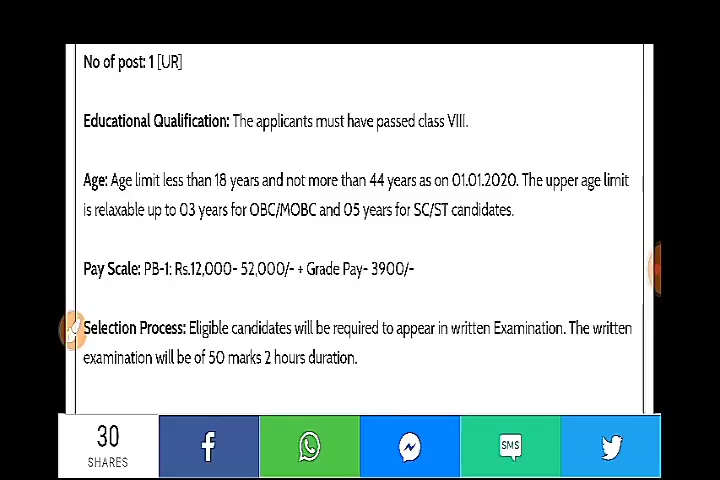 No of post: 1 [UR]
Educational Qualification: The applicants must have passed class VIII.
Age: Age limit less than 18 years and not more than 44 years as on 01.01.2020. The upper age limit
is relaxable up to 03 years for OBC/MOBC and 05 years for SC/ST candidates.
Pay Scale: PB-1: Rs.12,000- 52,000/- + Grade Pay- 3900/-
Selection Process: Eligible candidates will be required to appear in written Examination. The written
examination will be of 50 marks 2 hours duration.
30
SHARES
SMS